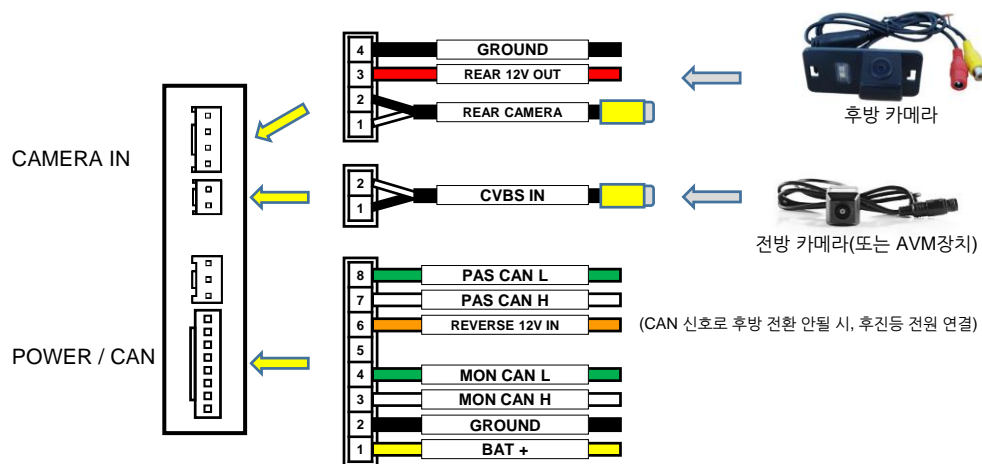 4 GROUND
3 REAR 12V OUT
2
1 REAR CAMERA
후방 카메라
CAMERA IN
2
1 CVBS IN
전방 카메라(또는 AVM장치)
8 PAS CAN L
7 PAS CAN H
6 REVERSE 12V IN (CAN 신호로 후방 전환 안될 시, 후진등 전원 연결)
5
POWER / CAN
4 MON CAN L
3 MON CAN H
2 GROUND
1 BAT +